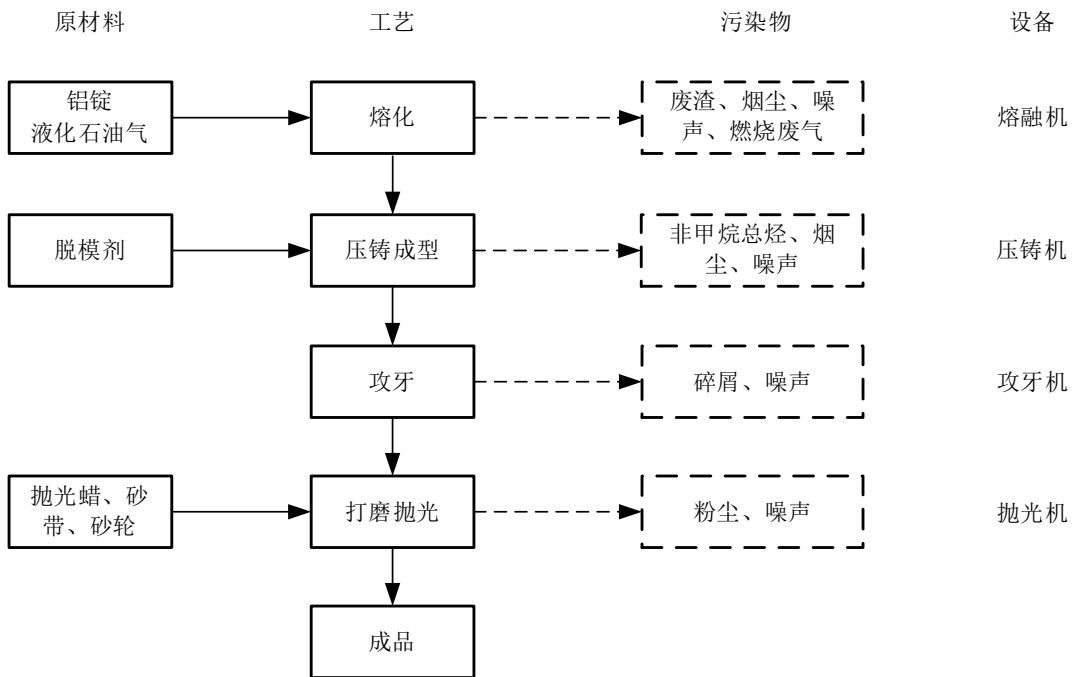 原材料 工艺 污染物 设备
铝锭
液化石油气
熔化
废渣、烟尘、噪
声、燃烧废气
熔融机
脱模剂
压铸成型
非甲烷总烃、烟
尘、噪声
压铸机
攻牙
碎屑、噪声
攻牙机
抛光蜡、砂
带、砂轮
打磨抛光
粉尘、噪声
抛光机
成品